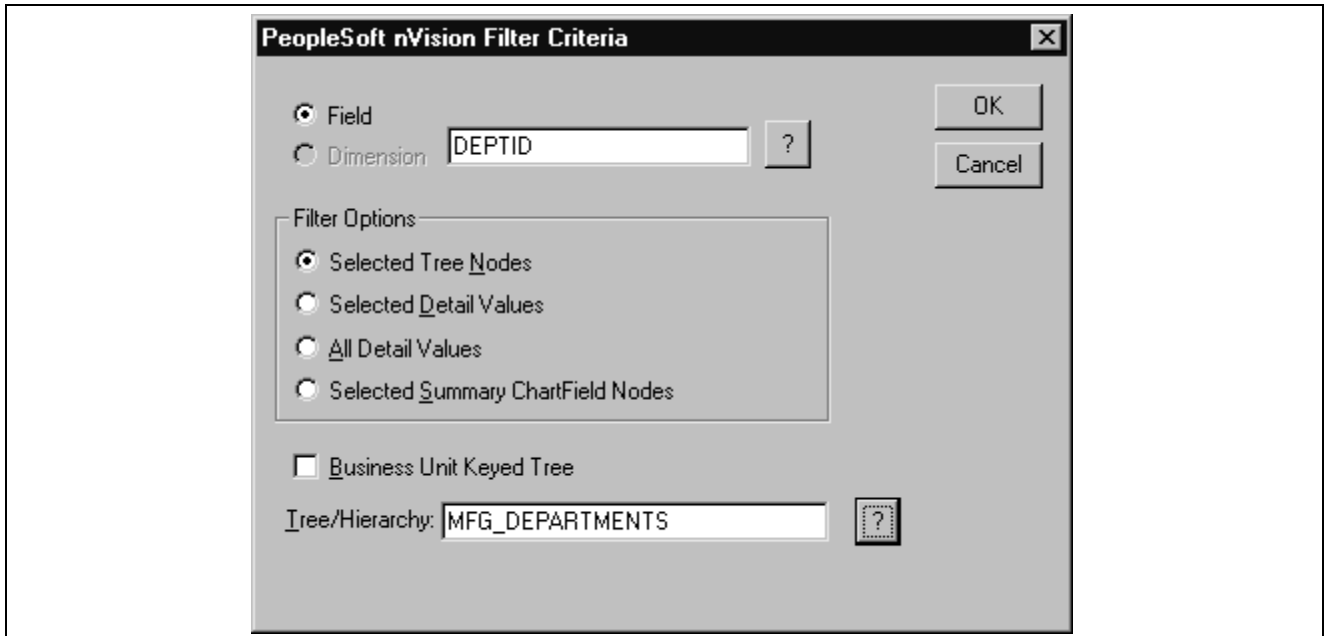 PeopleSoft nVision Filter Criteria
Field
Dimension
DEPTID
?
OK
Cancel
Filter Options
Selected Tree Nodes
Selected Detail Values
All Detail Values
Selected Summary ChartField Nodes
Business Unit Keyed Tree
Tree/Hierarchy: MFG_DEPARTMENTS ?